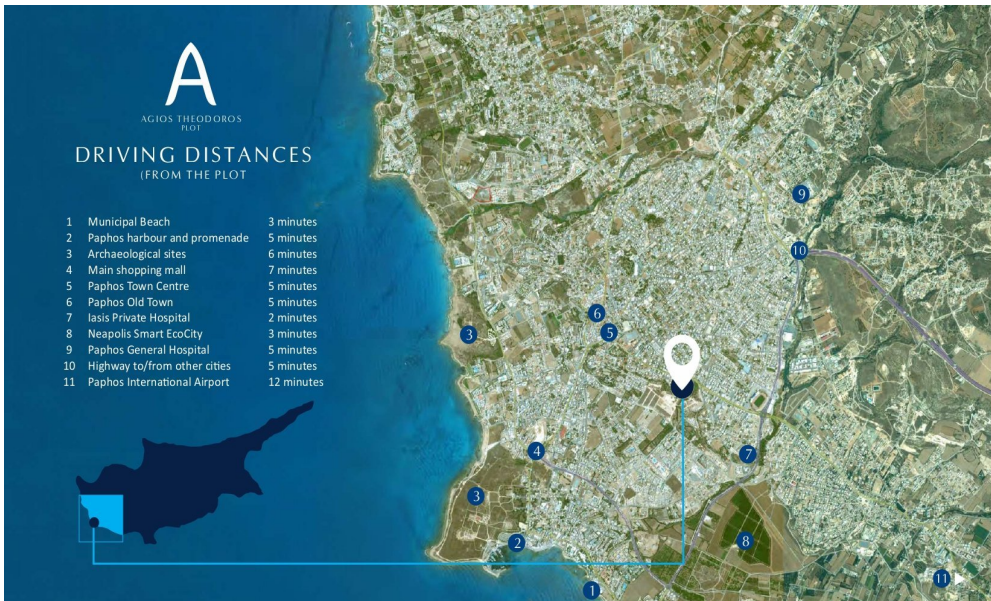 AGIOS THEODOROS
PLOT
DRIVING DISTANCES
(FROM THE PLOT
1 Municipal Beach 3 minutes
2 Paphos harbour and promenade 5 minutes
3 Archaeological sites 6 minutes
4 Main shopping mall 7 minutes
5 Paphos Town Centre 5 minutes
6 Paphos Old Town 5 minutes
7 Iasis Private Hospital 2 minutes
8 Neapolis Smart EcoCity 3 minutes
9 Paphos General Hospital 5 minutes
10 Highway to/from other cities 5 minutes
11 Paphos International Airport 12 minutes
9
10
6
5
3
4
7
3
2
8
11
1